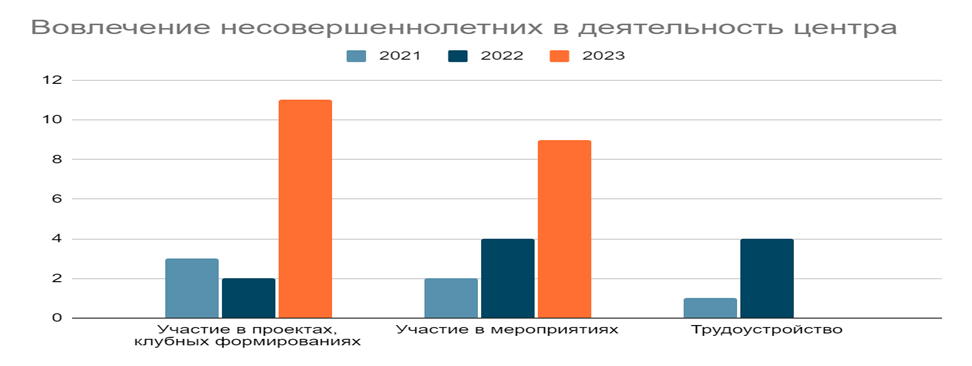 Вовлечение несовершеннолетних в деятельность центра
2021 2022 2023
12
10
8
6
4
2
0
Участие в проектах,
клубных формированиях
Участие в мероприятиях
Трудоустройство